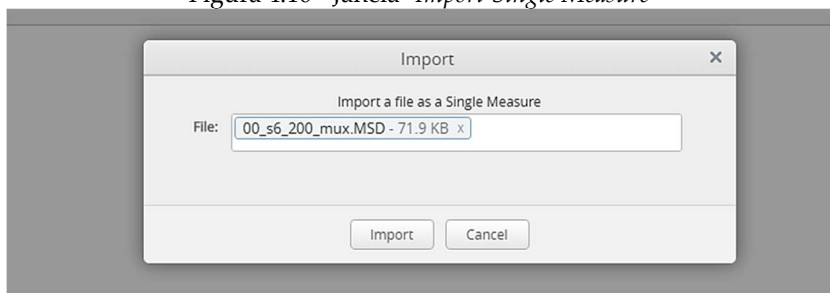 Import
Import a file as a Single Measure
File: 00_s6_200_mux.MSD - 71.9 KB x
Import Cancel